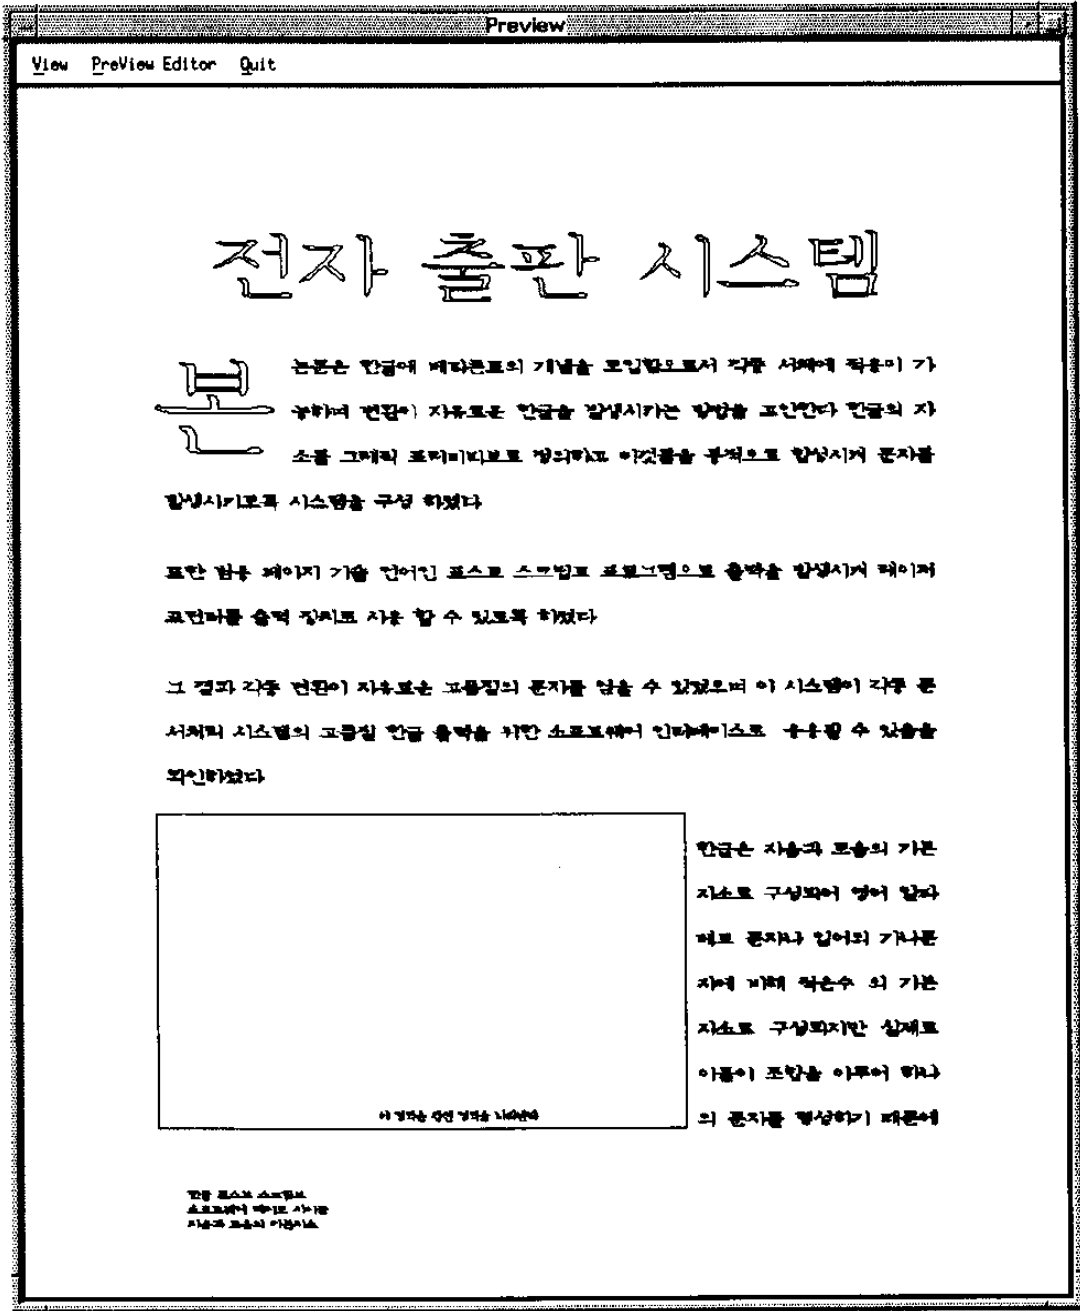 Preview
View PreView Editor Quit
전자 출판 시스템
본 논문은 한글에 메타폰트의 개념을 도입함으로서 각종 서체에 적용이 가
능하며 변환이 자유로운 한글을 발생시키는 방법을 한글의 자
소를 그래픽 프리미티브로 정의하고 이것들을 합성시켜 문자를
발생시키도록 시스템을 구성 하였다
또한 범용 페이지 기술 언어인 포스트 스크립트 프로그램으로 출력을 발생시켜 레이저
프린터를 출력 장치로 사용 할 수 있도록 하였다
그 결과 각종 변환이 자유로운 고품질의 문자를 얻을 수 있었으며 이 시스템이 각종 문
서처리 시스템의 고품질 한글 출력을 위한 소프트웨어 인터페이스로 응용될 수 있음을
확인하였다
한글은 자음과 모음의 기본
자소로 구성되어 영어 알파
벳 문자나 일어의 가나문
자에 비해 적은수 의 기본
자소로 구성되지만 실제로
이들이 조합을 이루어 하나
의 문자를 형성하기 때문에
자음과 모음의 기본자소